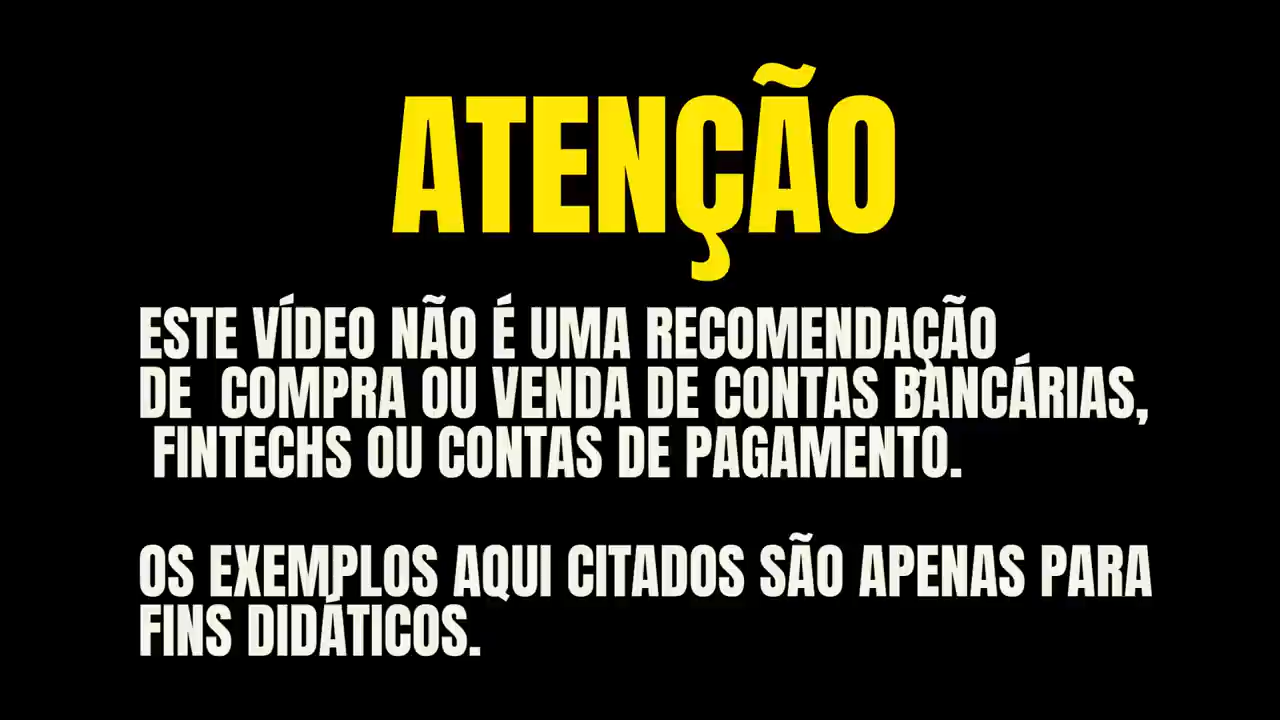 ATENÇÃO
ESTE VÍDEO NÃO É UMA RECOMENDAÇÃO
DE COMPRA OU VENDA DE CONTAS BANCÁRIAS,
FINTECHS OU CONTAS DE PAGAMENTO.
OS EXEMPLOS AQUI CITADOS SÃO APENAS PARA
FINS DIDÁTICOS.